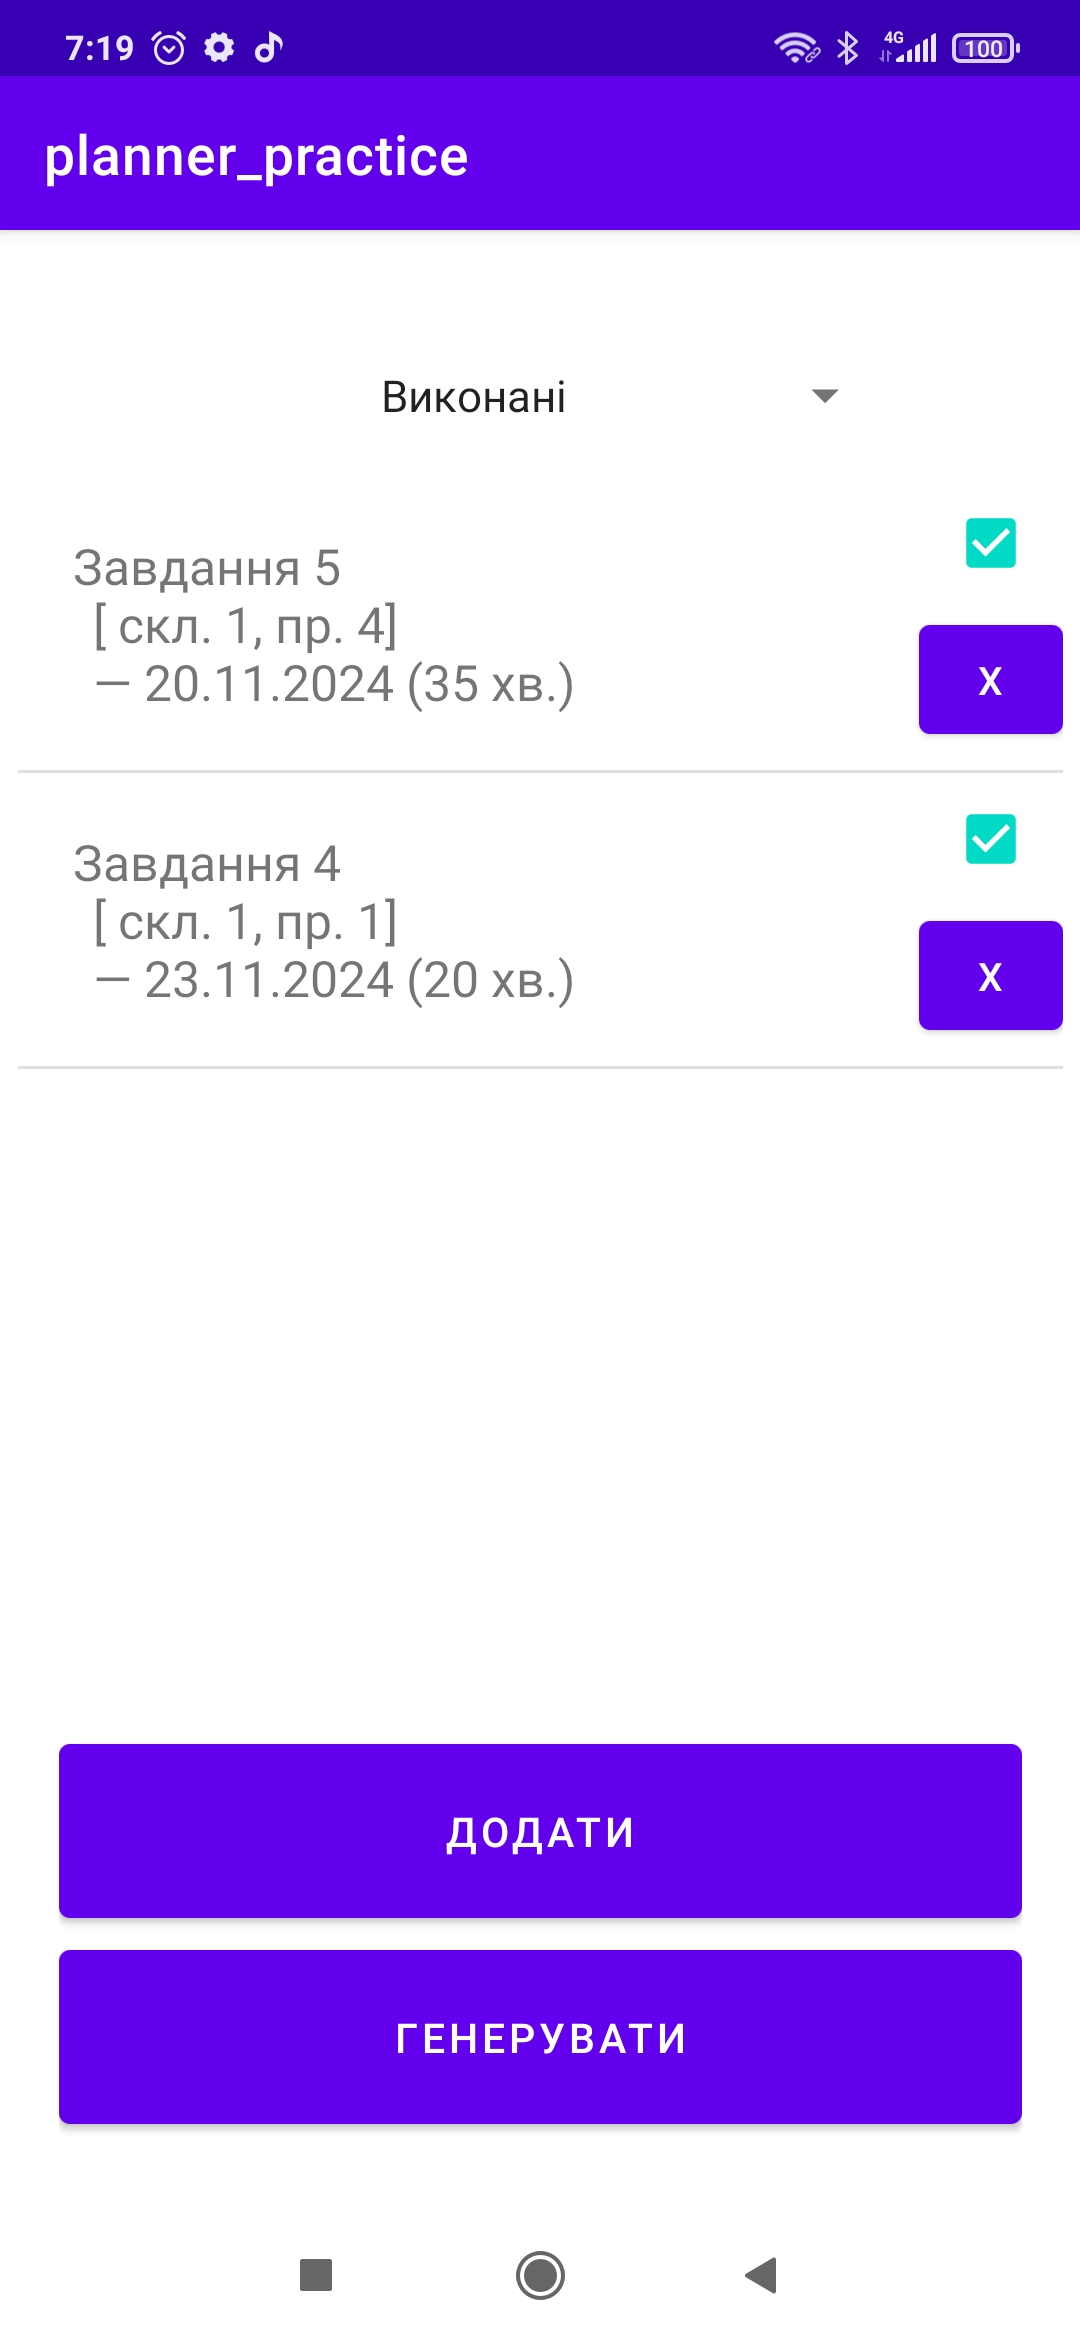 7:19
4G
100
planner_practice
Виконані
Завдання 5
[ скл. 1, пр. 4]
— 20.11.2024 (35 хв.)
X
Завдання 4
[ скл. 1, пр. 1]
— 23.11.2024 (20 хв.)
X
ДОДАТИ
ГЕНЕРУВАТИ